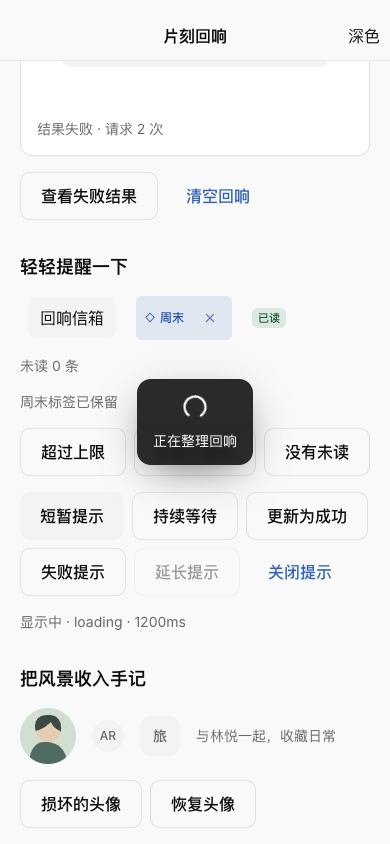 片刻回响
深色
结果失败 · 请求 2 次
查看失败结果
清空回响
轻轻提醒一下
回响信箱
周末
已读
未读 0 条
周末标签已保留
正在整理回响
超过上限
没有未读
短暂提示
持续等待
更新为成功
失败提示
延长提示
关闭提示
显示中 · loading · 1200ms
把风景收入手记
AR
旅
与林悦一起，收藏日常
损坏的头像
恢复头像